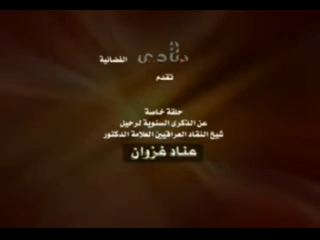 الفضائية
تقدم
حلقة خاصة
عن الذكرى السنوية لرحيل
شيخ النقاد العراقيين العلامة الدكتور
عناد غزوان